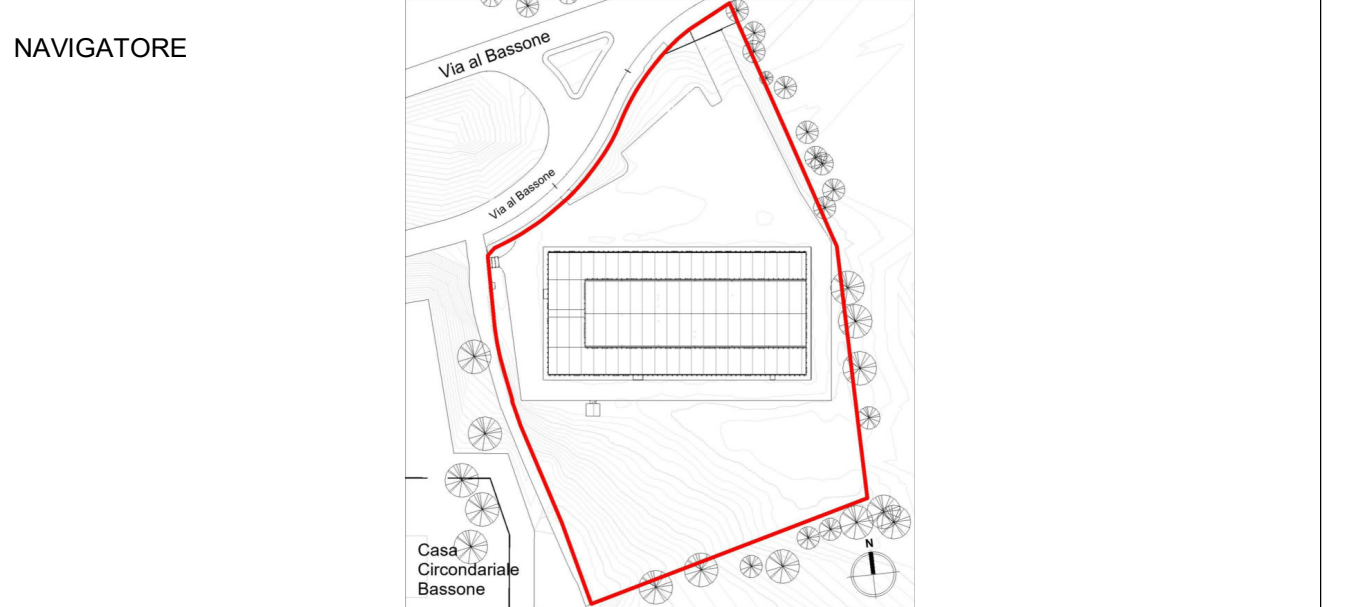 NAVIGATORE
Via al Bassone
Via al Bassone
Casa
Circondariale
Bassone
N